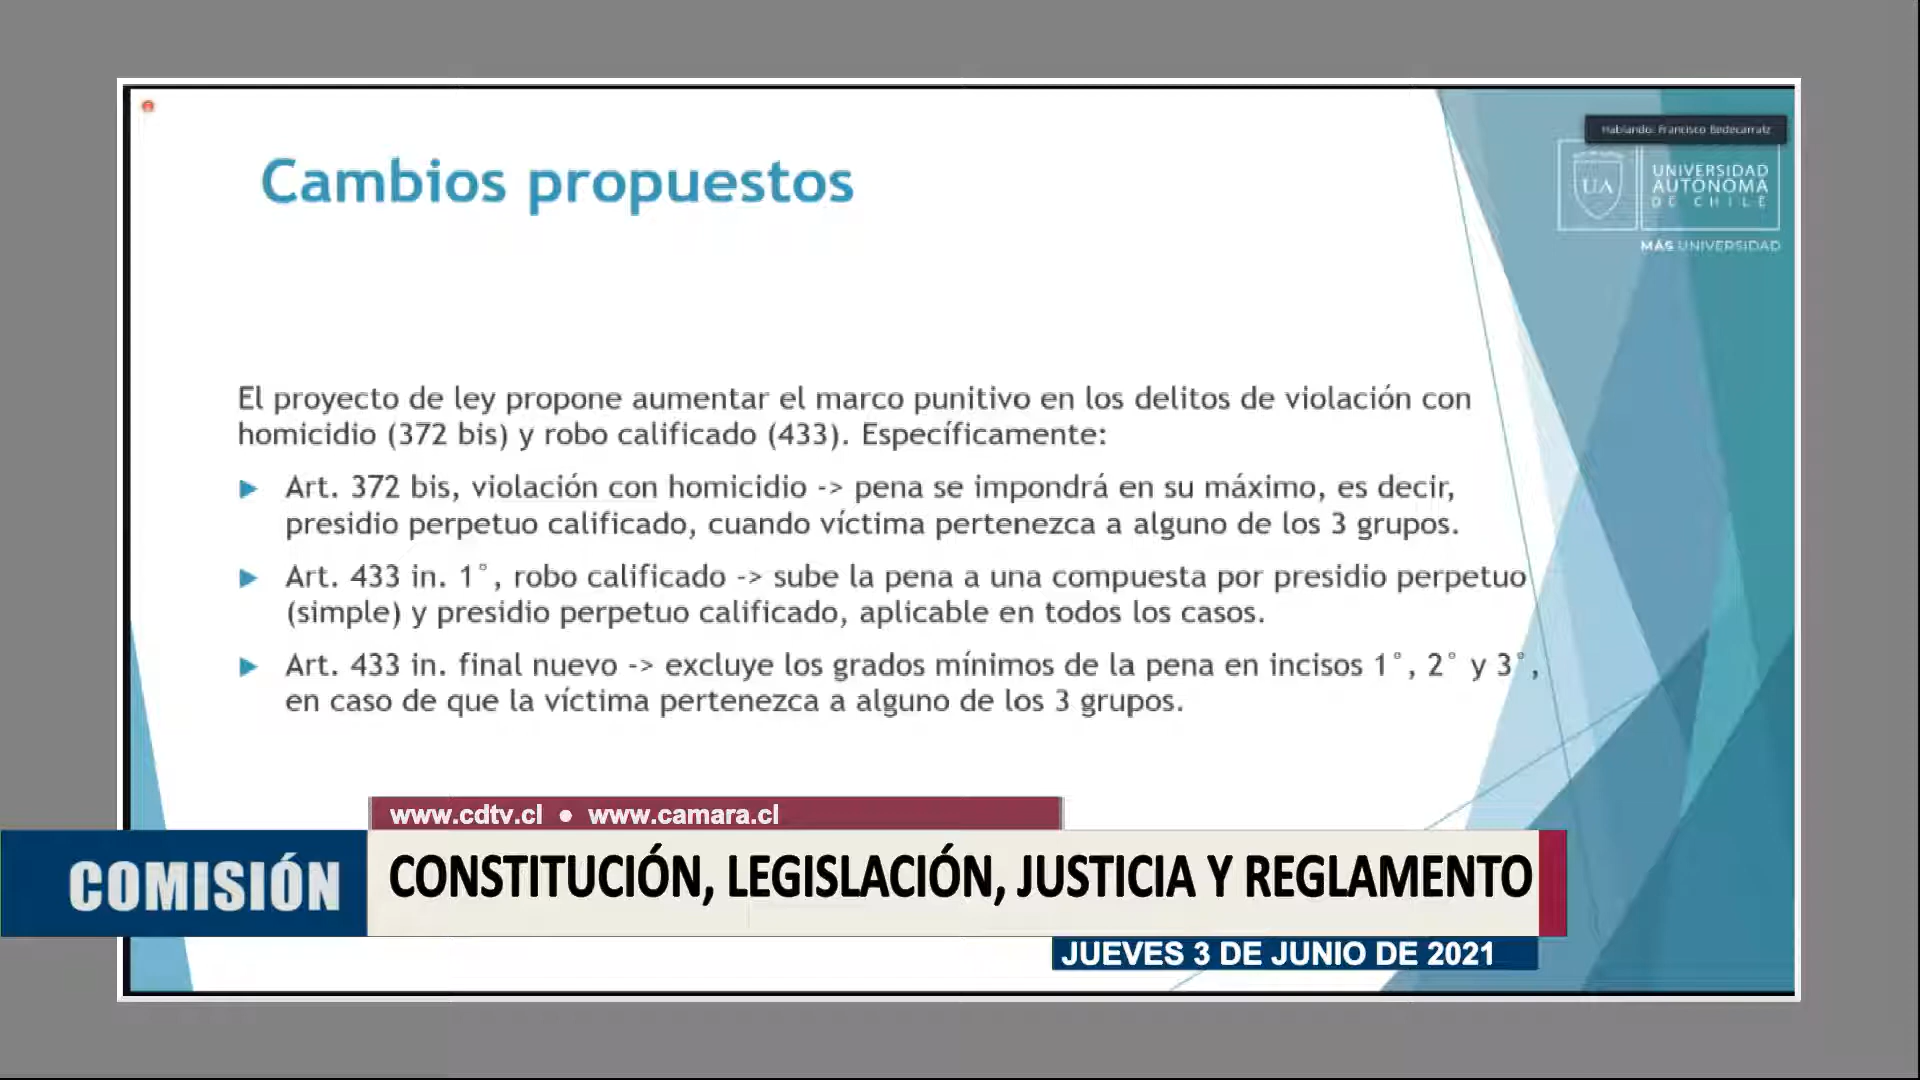 Hablando: Francisco Bedecarratz
UA
UNIVERSIDAD
AUTONOMA
DE CHILE
MÁS UNIVERSIDAD
Cambios propuestos
El proyecto de ley propone aumentar el marco punitivo en los delitos de violación con
homicidio (372 bis) y robo calificado (433). Específicamente:
Art. 372 bis, violación con homicidio -> pena se impondrá en su máximo, es decir,
presidio perpetuo calificado, cuando víctima pertenezca a alguno de los 3 grupos.
Art. 433 in. 1°, robo calificado -> sube la pena a una compuesta por presidio perpetuo
(simple) y presidio perpetuo calificado, aplicable en todos los casos.
Art. 433 in. final nuevo -> excluye los grados mínimos de la pena en incisos 1°, 2° y 3°,
en caso de que la víctima pertenezca a alguno de los 3 grupos.
www.cdtv.cl • www.camara.cl
COMISIÓN
CONSTITUCIÓN, LEGISLACIÓN, JUSTICIA Y REGLAMENTO
JUEVES 3 DE JUNIO DE 2021